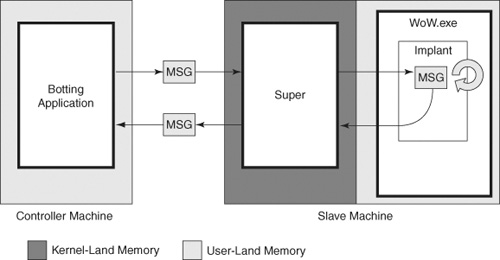 WoW.exe
Implant
MSG
MSG
Botting
Application
Super
MSG
Controller Machine
Slave Machine
Kernel-Land Memory
User-Land Memory